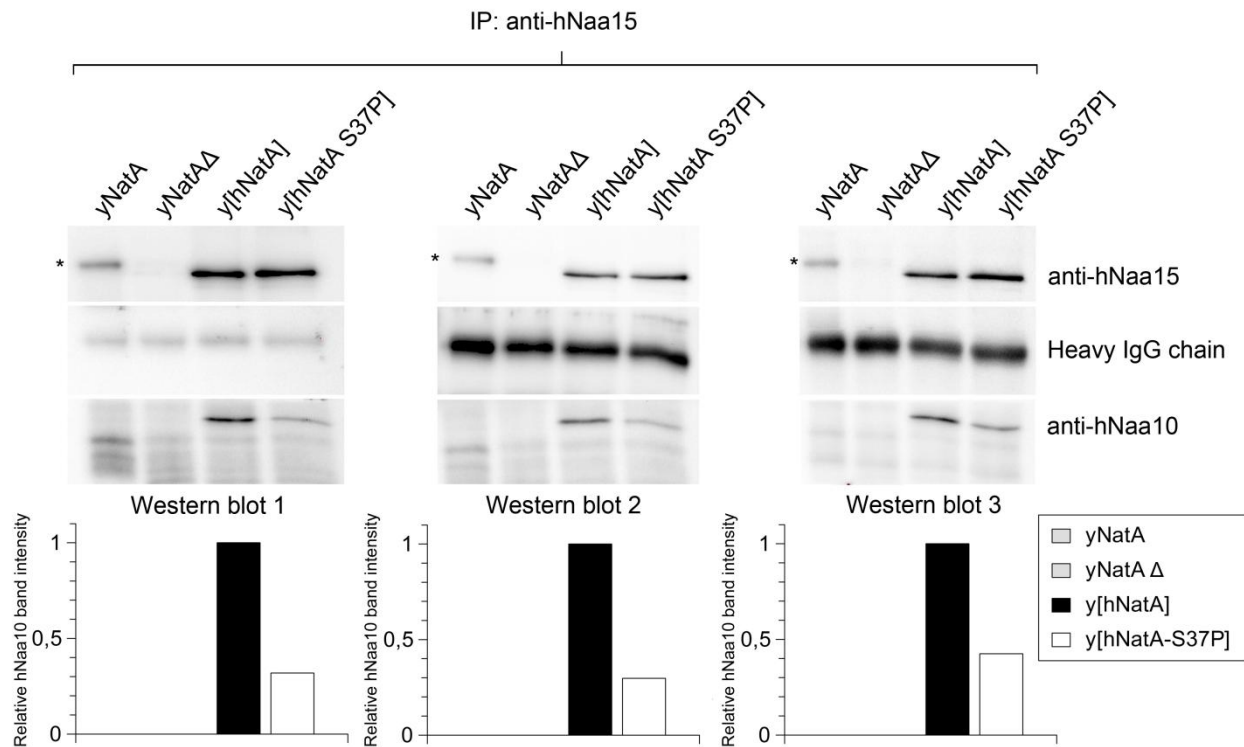 IP: anti-hNaa15
yNatA
yNatAΔ
y[hNatA]
y[hNatA S37P]
yNatA
yNatAΔ
y[hNatA]
y[hNatA S37P]
yNatA
yNatAΔ
y[hNatA]
y[hNatA S37P]
*
*
*
anti-hNaa15
Heavy IgG chain
anti-hNaa10
Western blot 1
Western blot 2
Western blot 3
Relative hNaa10 band intensity
1
0,5
0
Relative hNaa10 band intensity
1
0,5
0
Relative hNaa10 band intensity
1
0,5
0
yNatA
yNatA Δ
y[hNatA]
y[hNatA-S37P]